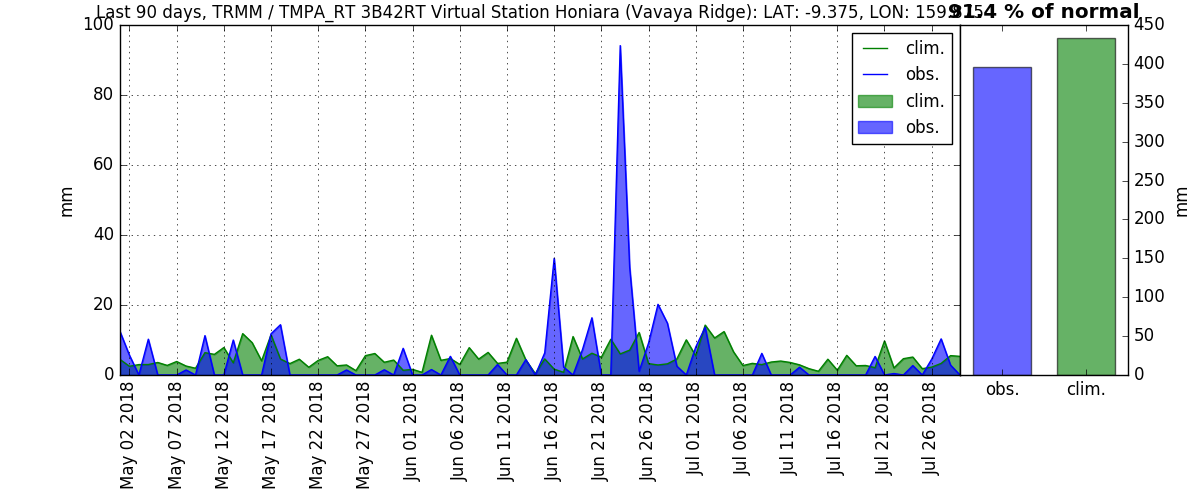 Last 90 days, TRMM / TMPA_RT 3B42RT Virtual Station Honiara (Vavaya Ridge): LAT: -9.375, LON: 159.
91.4 % of normal
mm
100
80
60
40
20
0
clim.
obs.
clim.
obs.
450
400
350
300
250
200
150
100
50
0
mm
obs.
clim.
May 02 2018
May 07 2018
May 12 2018
May 17 2018
May 22 2018
May 27 2018
Jun 01 2018
Jun 06 2018
Jun 11 2018
Jun 16 2018
Jun 21 2018
Jun 26 2018
Jul 01 2018
Jul 06 2018
Jul 11 2018
Jul 16 2018
Jul 21 2018
Jul 26 2018